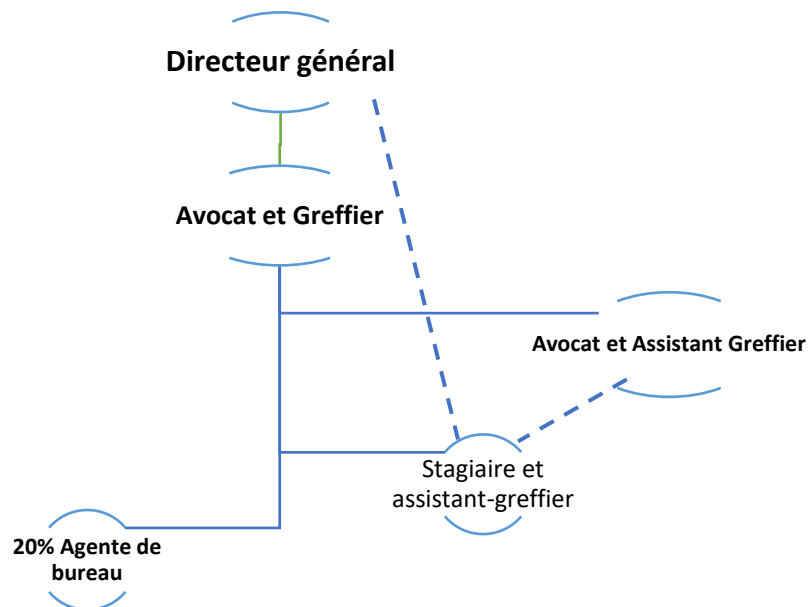 Directeur général
Avocat et Greffier
Avocat et Assistant Greffier
Stagiaire et
assistant-greffier
20% Agente de
bureau